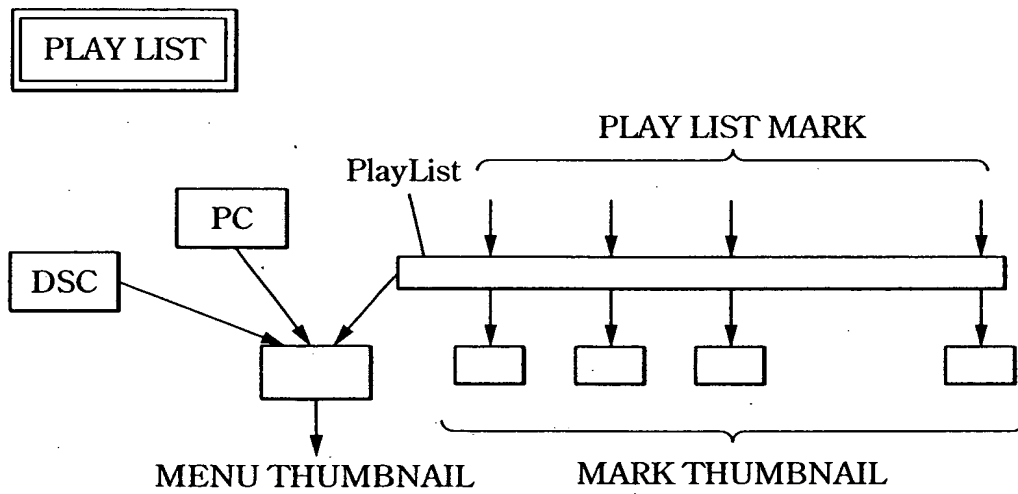 PLAY LIST
PLAY LIST MARK
PlayList
PC
DSC
MENU THUMBNAIL
MARK THUMBNAIL